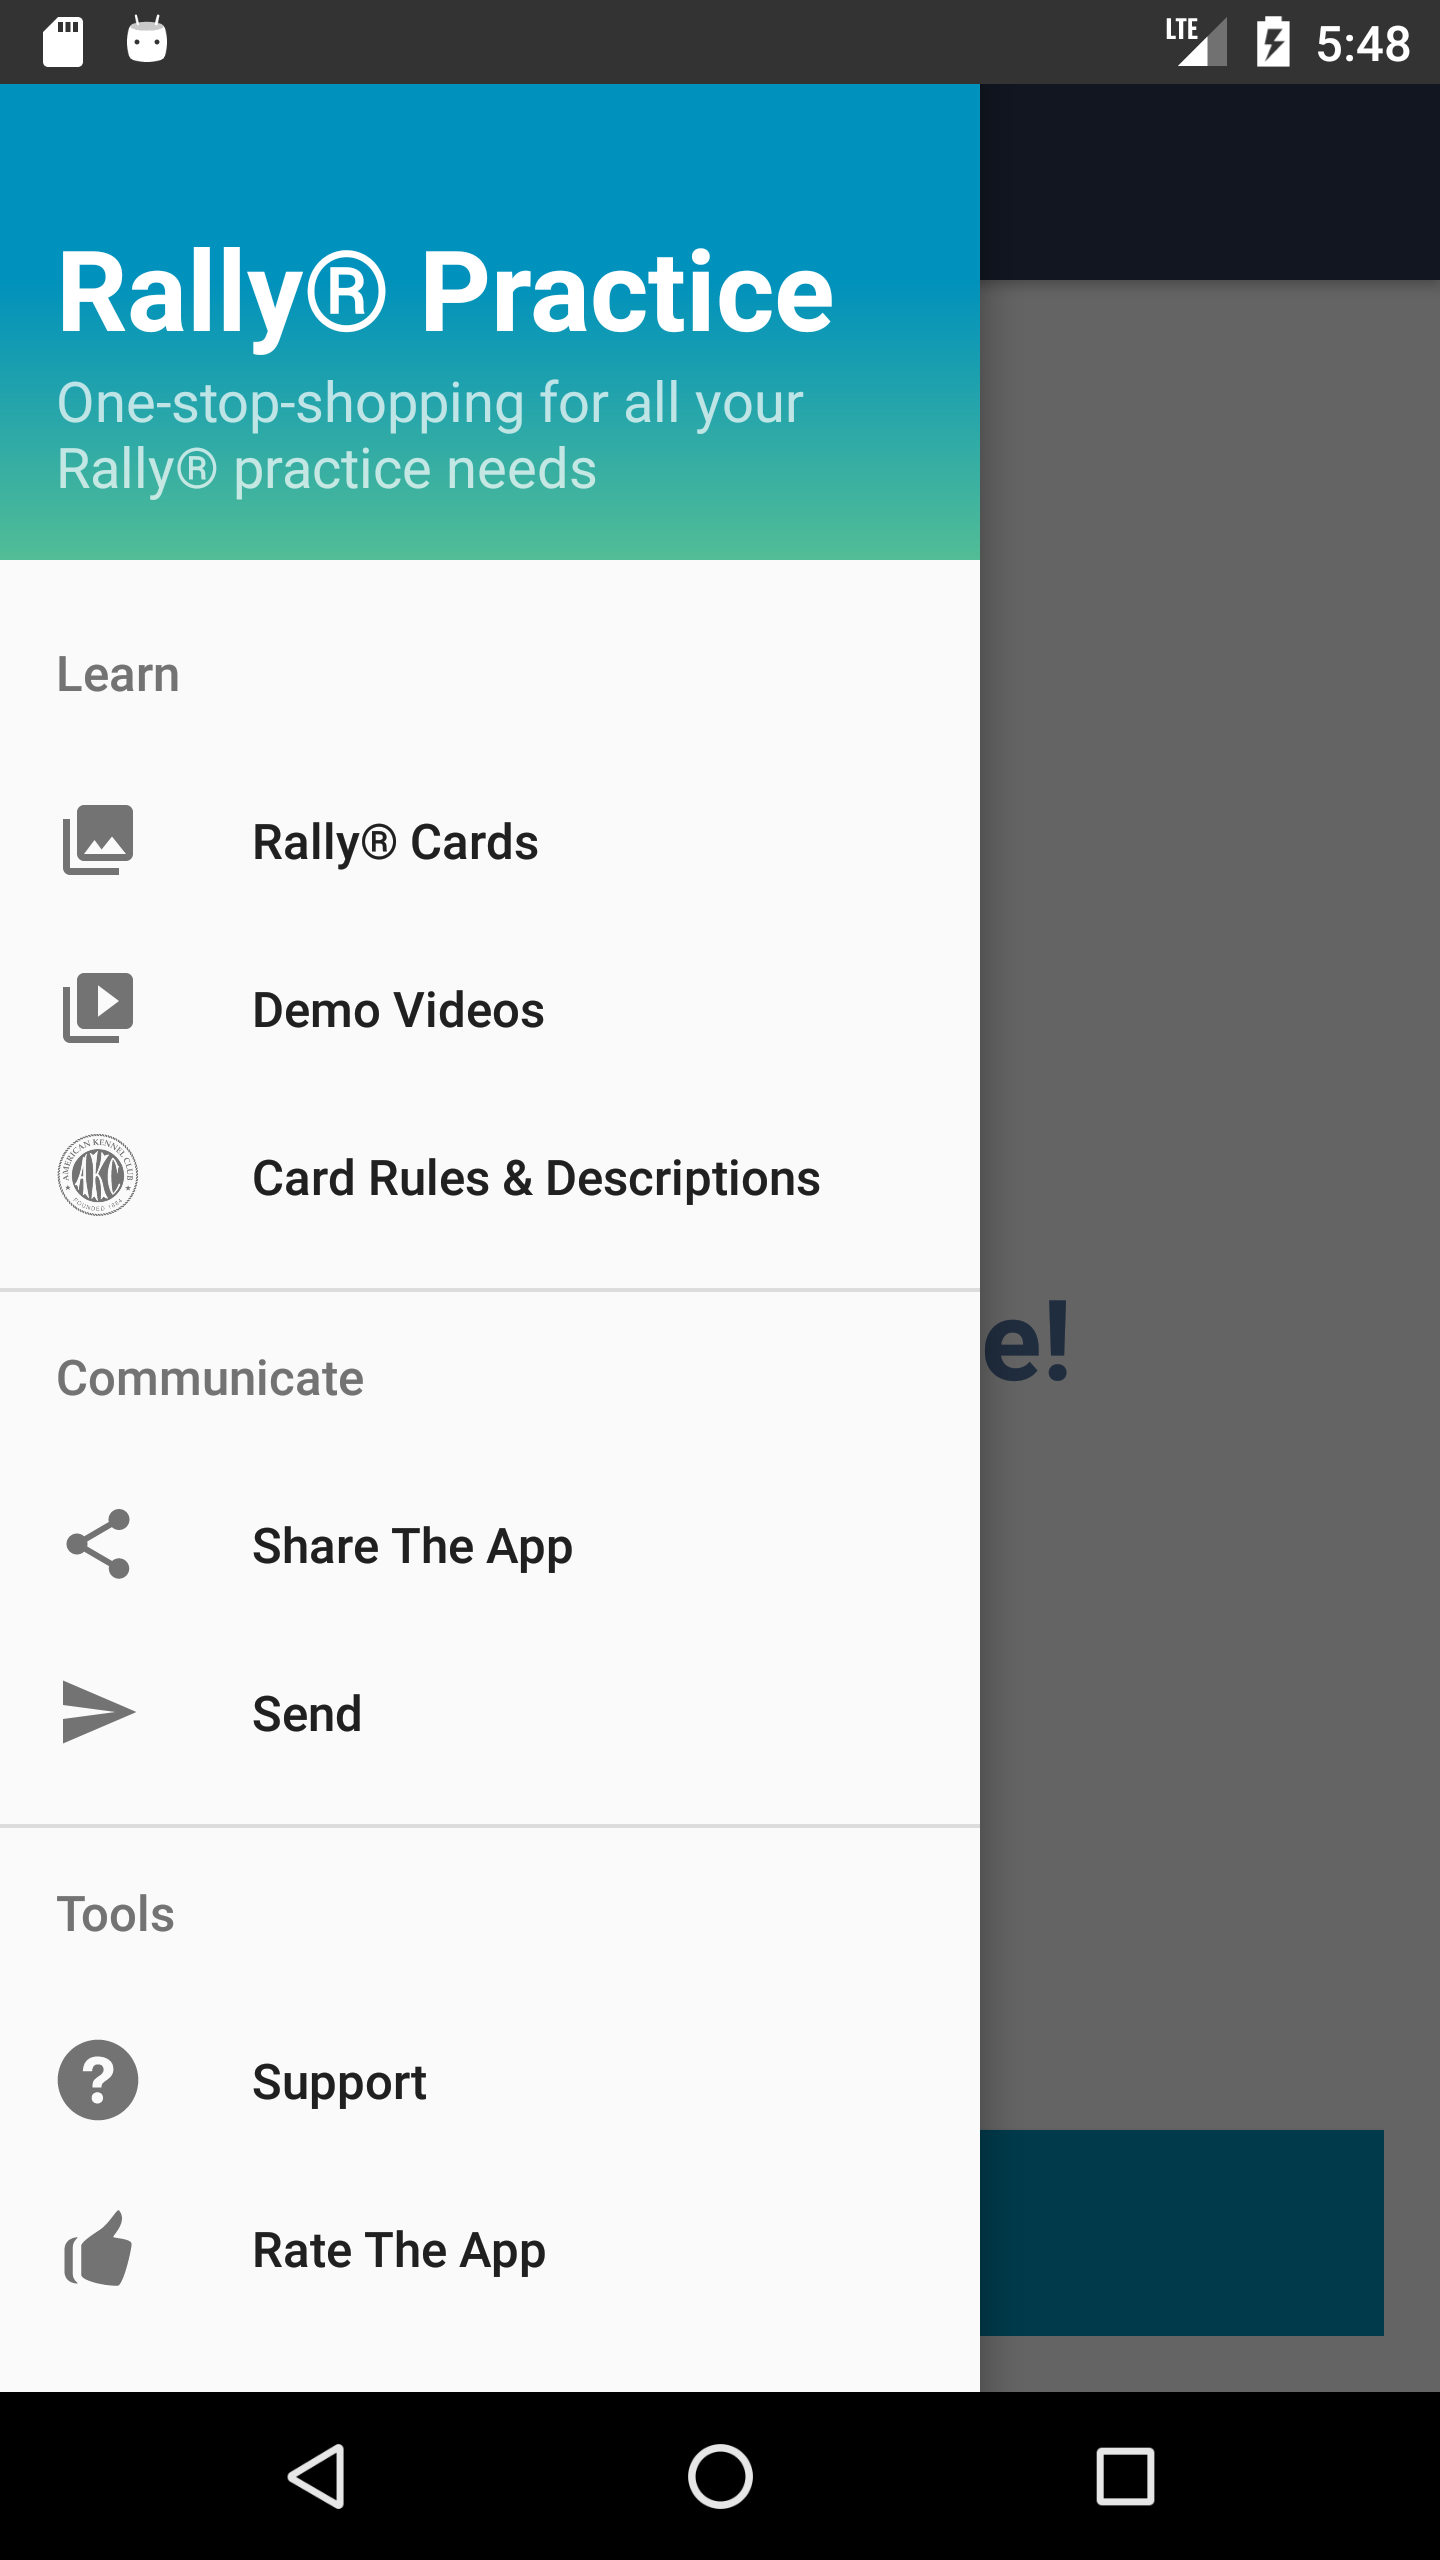 LTE 5:48
Rally® Practice
One-stop-shopping for all your
Rally® practice needs
Learn
Rally® Cards
Demo Videos
AMERICAN KENNEL CLUB
AKC
FOUNDED 1884
Card Rules & Descriptions
e!
Communicate
Share The App
Send
Tools
Support
Rate The App